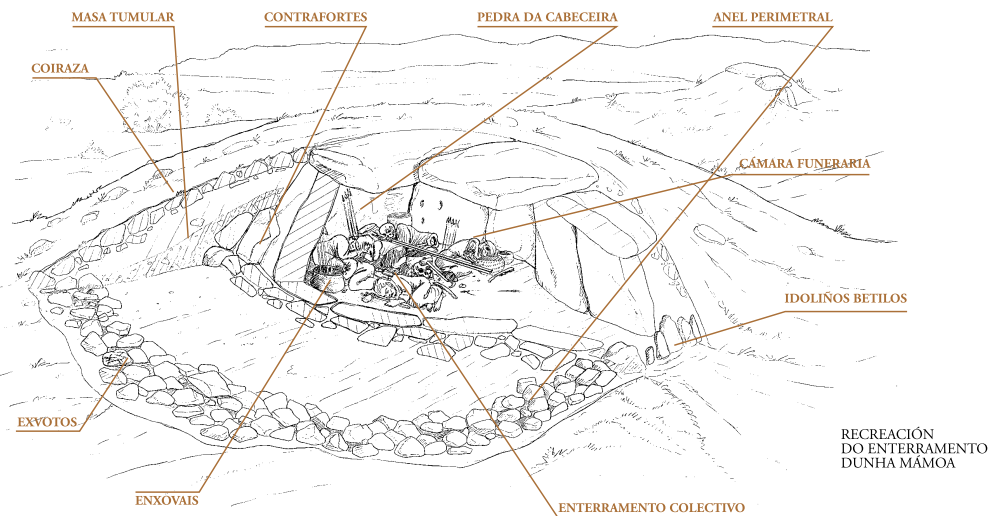 MASA TUMULAR
CONTRAFORTES
PEDRA DA CABECEIRA
ANEL PERIMETRAL
COIRAZA
CÁMARA FUNERARIA
IDOLIÑOS BETILOS
EXVOTOS
RECREACIÓN
DO ENTERRAMENTO
DUNHA MÁMOA
ENXOVAIS
ENTERRAMENTO COLECTIVO